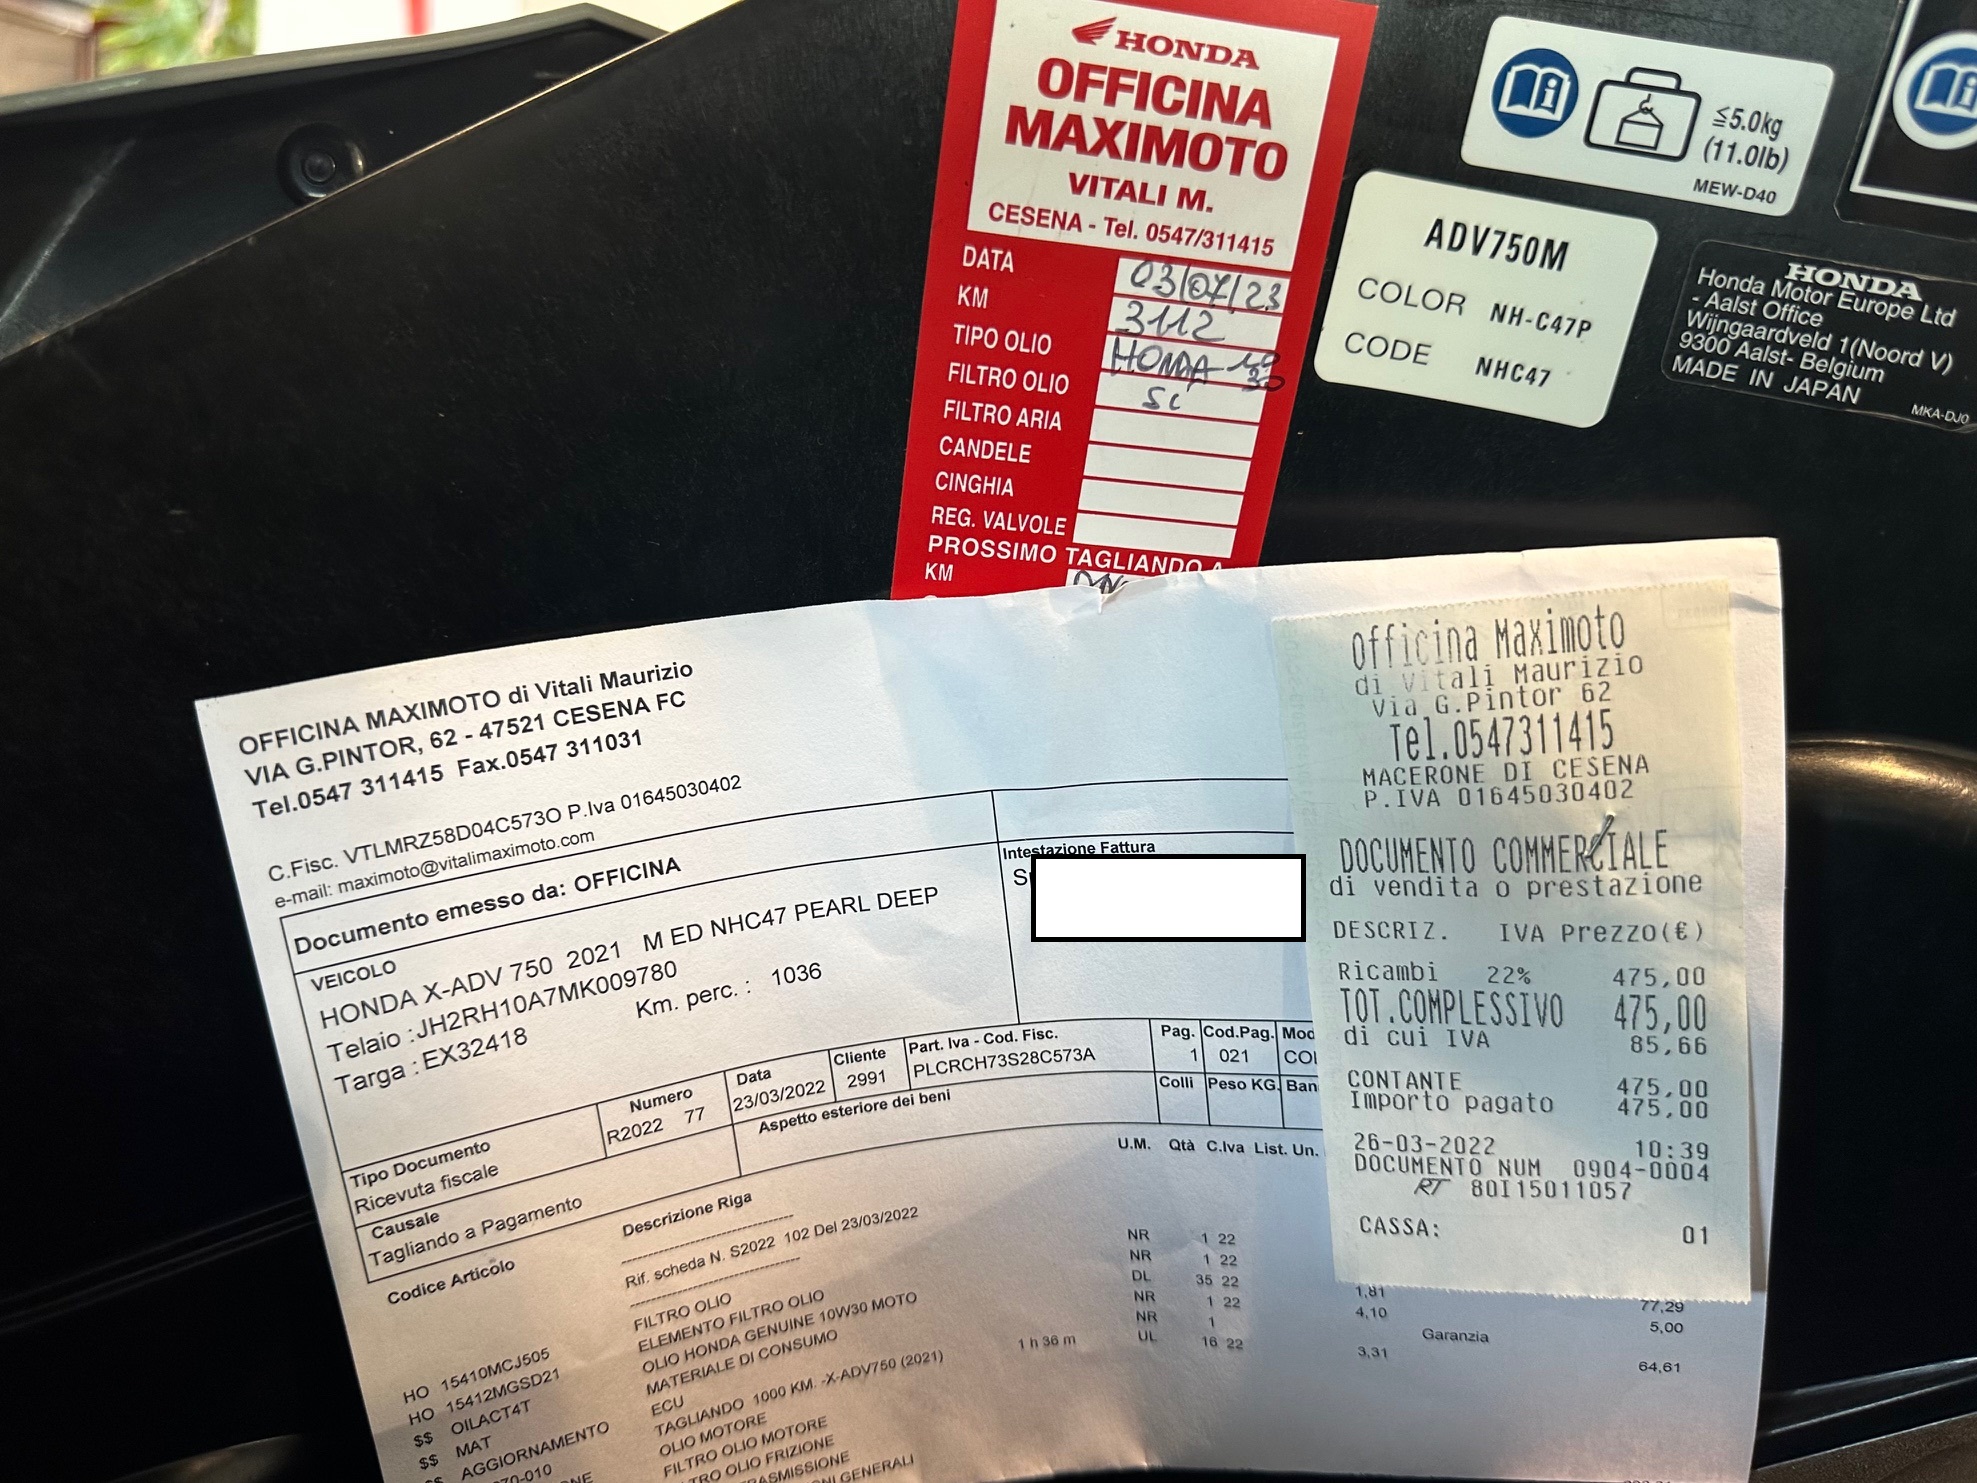 HONDA
OFFICINA
MAXIMOTO
VITALI M.
CESENA - Tel. 0547/311415
DATA 03/07/23
KM 3112
TIPO OLIO HONDA 10 30
FILTRO OLIO SI
FILTRO ARIA
CANDELE
CINGHIA
REG. VALVOLE
PROSSIMO TAGLIANDO A
KM
≦5.0kg
(11.0lb)
MEW-D40
ADV750M
COLOR NH-C47P
CODE NHC47
HONDA
Honda Motor Europe Ltd
- Aalst Office
Wijngaardveld 1(Noord V)
9300 Aalst- Belgium
MADE IN JAPAN
MKA-DJ0
OFFICINA MAXIMOTO di Vitali Maurizio
VIA G.PINTOR, 62 - 47521 CESENA FC
Tel.0547 311415 Fax.0547 311031
C.Fisc. VTLMRZ58D04C573O P.Iva 01645030402
e-mail: maximoto@vitalimaximoto.com
Documento emesso da: OFFICINA
VEICOLO
HONDA X-ADV 750 2021 M ED NHC47 PEARL DEEP
Telaio :JH2RH10A7MK009780
Targa : EX32418 Km. perc. : 1036
Intestazione Fattura
Tipo Documento
Ricevuta fiscale
Numero
R2022 77
Data
23/03/2022
Cliente
2991
Part. Iva - Cod. Fisc.
PLCRCH73S28C573A
Pag.
1
Cod.Pag.
021
Causale
Tagliando a Pagamento
Aspetto esteriore dei beni
Colli
Peso KG.
Codice Articolo Descrizione Riga U.M. Qtà C.Iva List. Un.
Rif. scheda N. S2022 102 Del 23/03/2022
HO 15410MCJ505 FILTRO OLIO NR 1 22
HO 15412MGSD21 ELEMENTO FILTRO OLIO NR 1 22
$$ OILACT4T OLIO HONDA GENUINE 10W30 MOTO DL 35 22 1,81 77,29
$$ MAT MATERIALE DI CONSUMO NR 1 22 4,10 5,00
$$ AGGIORNAMENTO ECU NR 1 Garanzia
TAGLIANDO 1000 KM. -X-ADV750 (2021) 1 h 36 m UL 16 22 3,31 64,61
OLIO MOTORE
FILTRO OLIO MOTORE
OLIO FRIZIONE
GENERALI
Officina Maximoto
di Vitali Maurizio
Via G.Pintor 62
Tel.0547311415
MACERONE DI CESENA
P.IVA 01645030402
DOCUMENTO COMMERCIALE
di vendita o prestazione
DESCRIZ. IVA Prezzo(€)
Ricambi 22% 475,00
TOT.COMPLESSIVO 475,00
di cui IVA 85,66
CONTANTE 475,00
Importo pagato 475,00
26-03-2022 10:39
DOCUMENTO NUM 0904-0004
RT 80I15011057
CASSA: 01